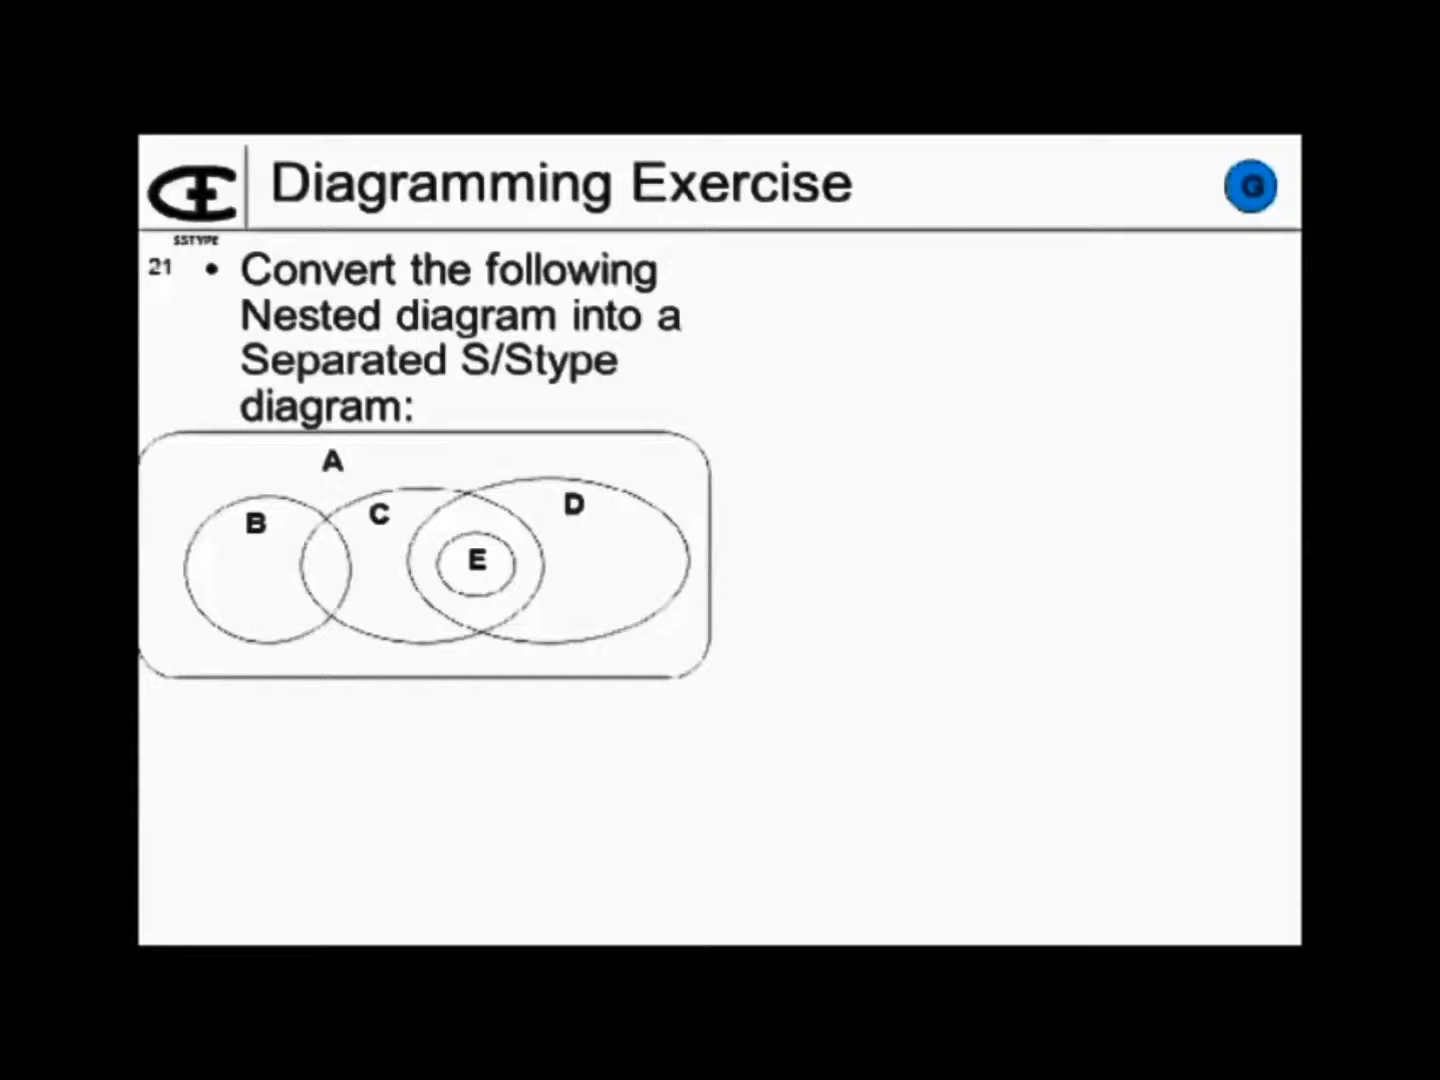 Diagramming Exercise
G
SSTYPE
21
• Convert the following
Nested diagram into a
Separated S/Stype
diagram:
A
B
C
D
E